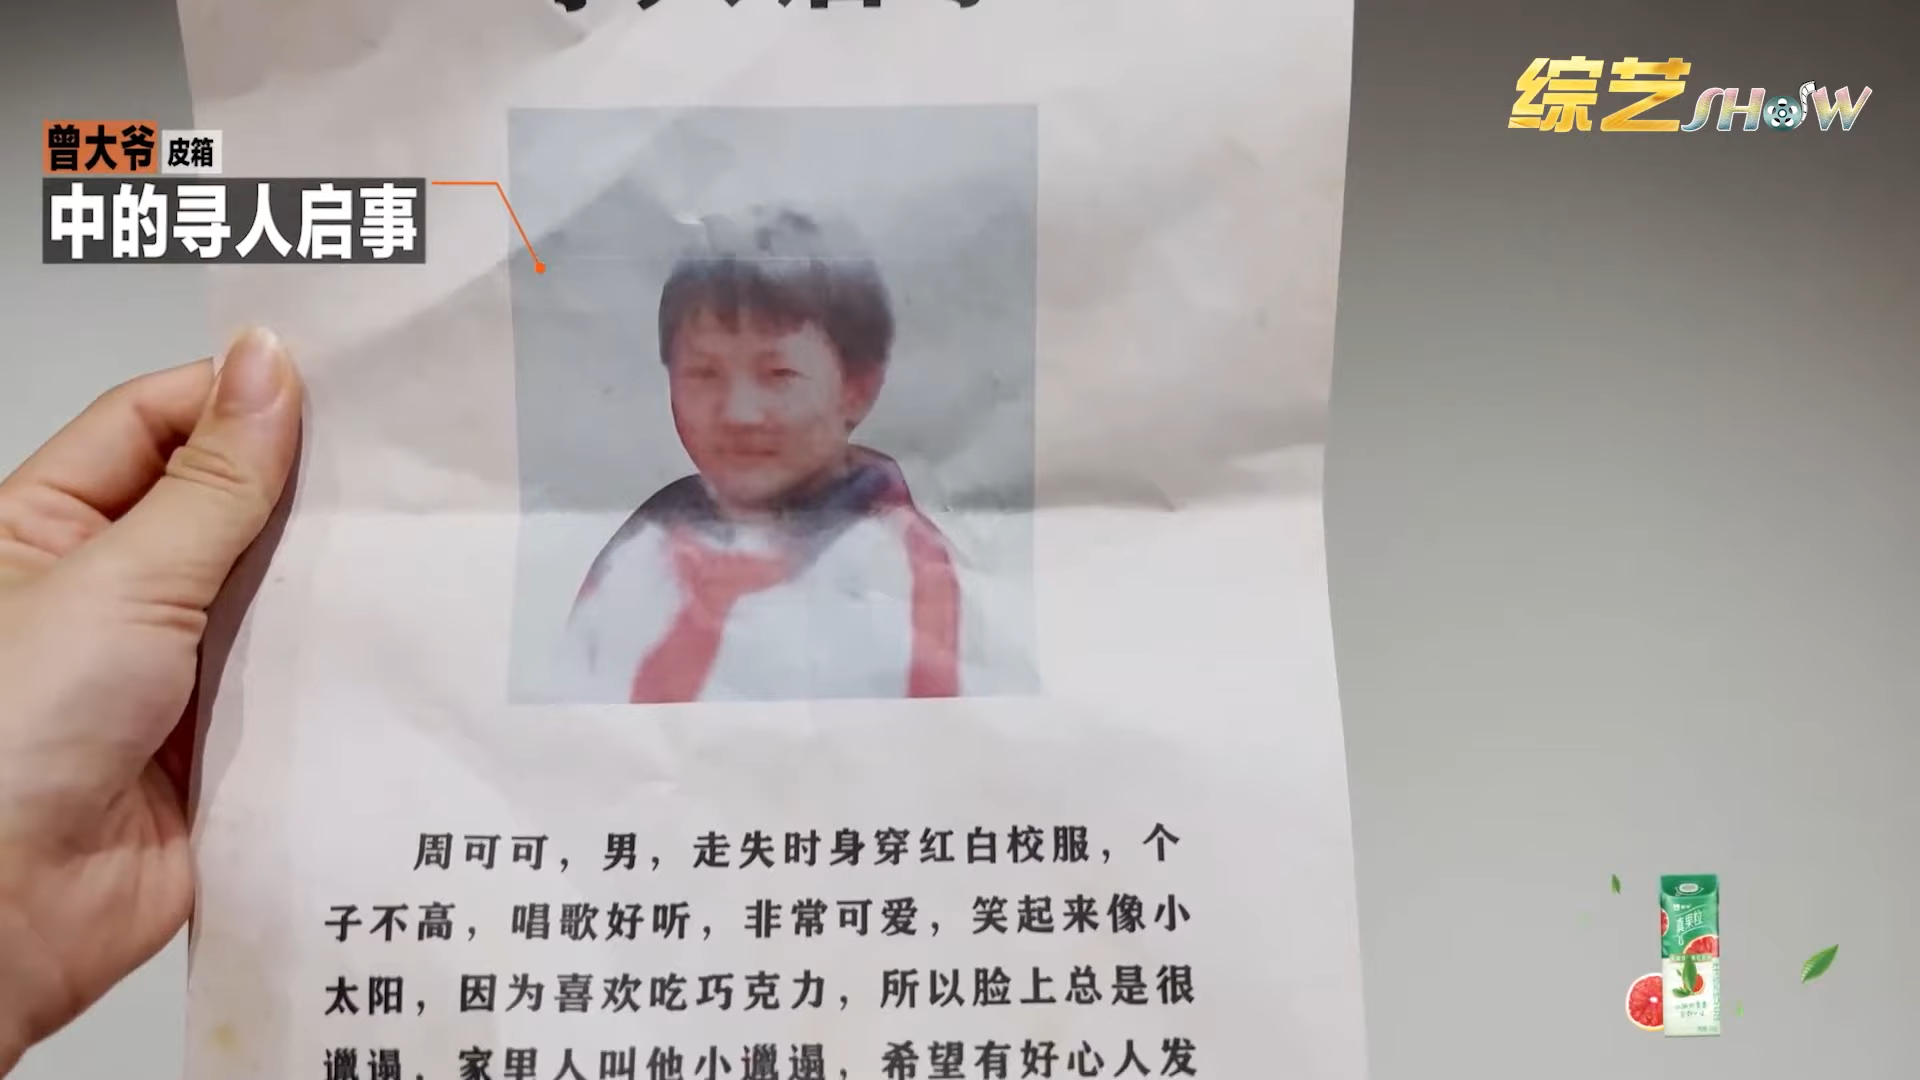 综艺SHOW
曾大爷 皮箱
中的寻人启事
周可可，男，走失时身穿红白校服，个
子不高，唱歌好听，非常可爱，笑起来像小
太阳，因为喜欢吃巧克力，所以脸上总是很
邋遢，家里人叫他小邋遢，希望有好心人发
真果粒